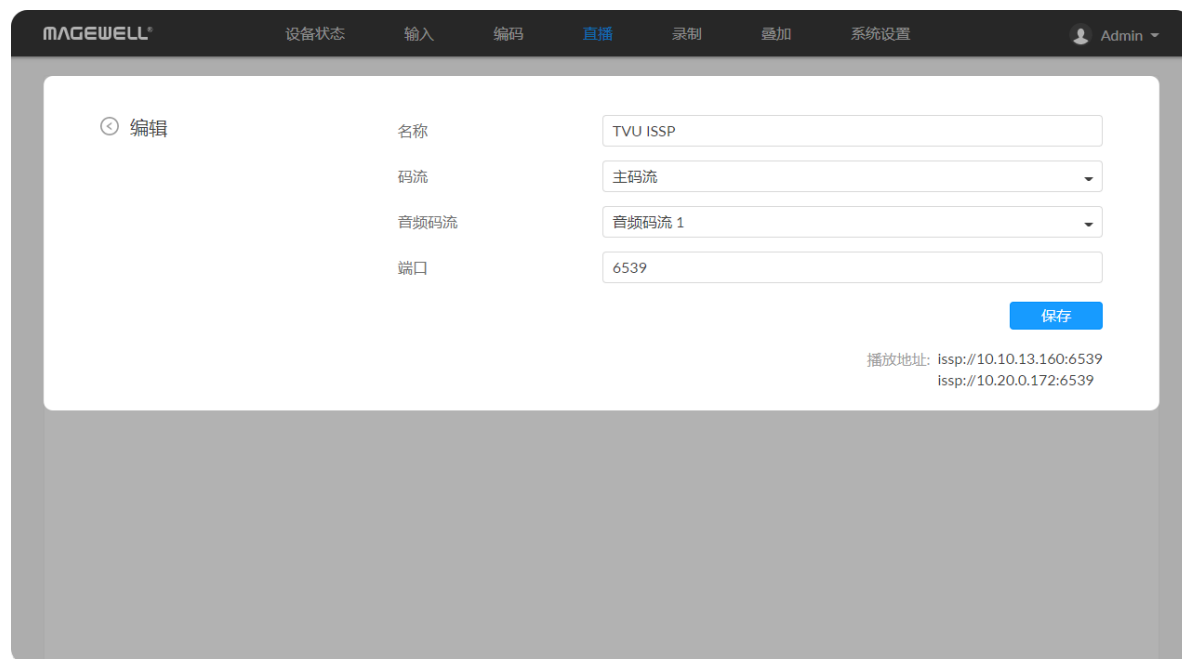 MAGEWELL® 设备状态 输入 编码 直播 录制 叠加 系统设置 Admin
编辑
名称 TVU ISSP
码流 主码流
音频码流 音频码流 1
端口 6539
保存
播放地址: issp://10.10.13.160:6539
issp://10.20.0.172:6539